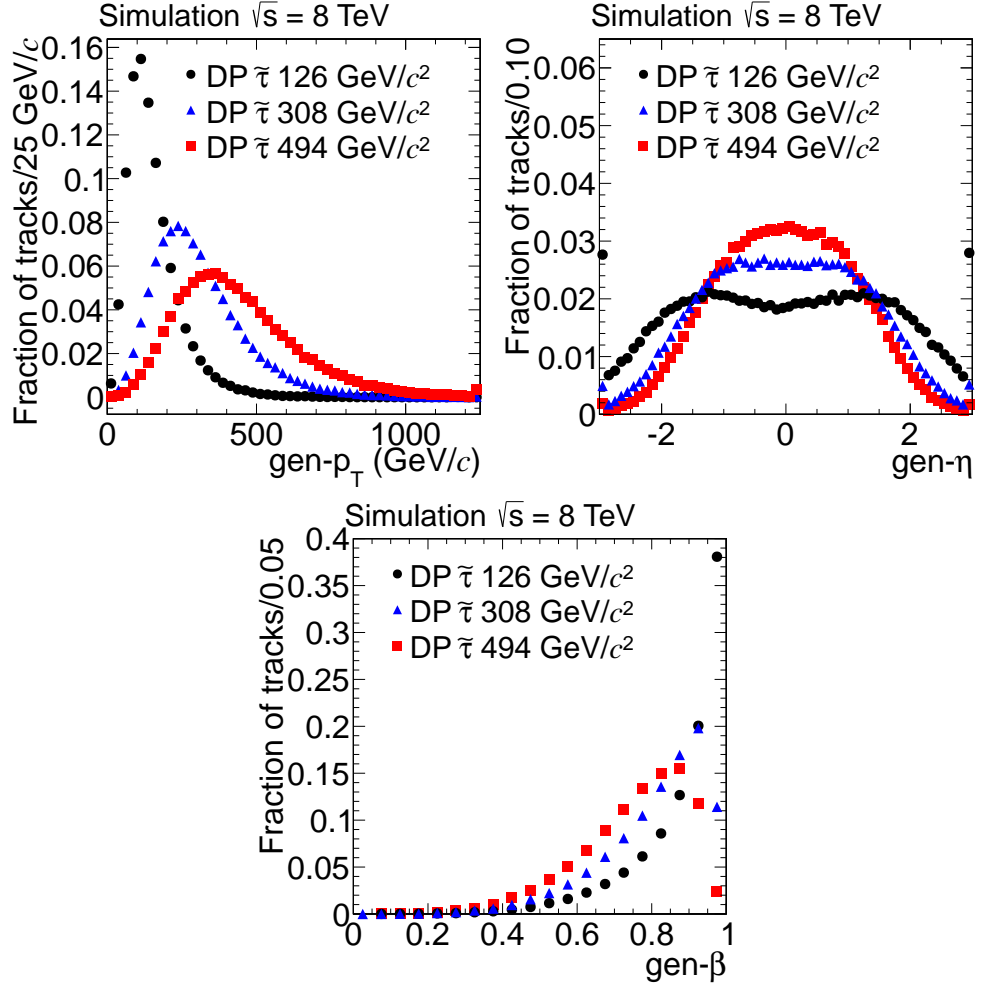 Simulation √s = 8 TeV
Fraction of tracks/25 GeV/c
0.16
0.14
0.12
0.1
0.08
0.06
0.04
0.02
0
DP τ̃ 126 GeV/c²
DP τ̃ 308 GeV/c²
DP τ̃ 494 GeV/c²
0 500 1000
gen-p_T (GeV/c)
Simulation √s = 8 TeV
Fraction of tracks/0.10
0.06
0.05
0.04
0.03
0.02
0.01
0
DP τ̃ 126 GeV/c²
DP τ̃ 308 GeV/c²
DP τ̃ 494 GeV/c²
-2 0 2
gen-η
Simulation √s = 8 TeV
Fraction of tracks/0.05
0.4
0.35
0.3
0.25
0.2
0.15
0.1
0.05
0
DP τ̃ 126 GeV/c²
DP τ̃ 308 GeV/c²
DP τ̃ 494 GeV/c²
0 0.2 0.4 0.6 0.8 1
gen-β